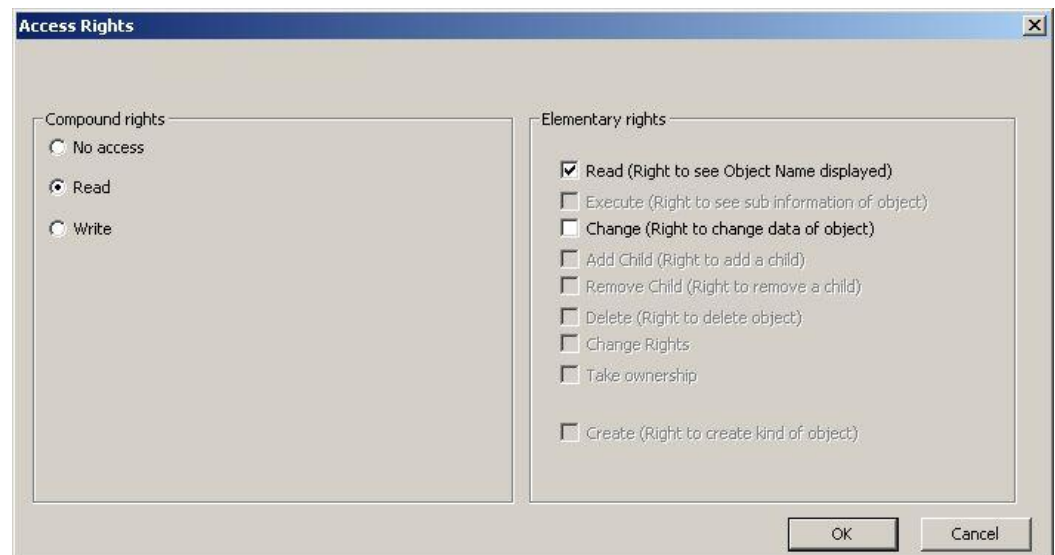 Access Rights
Compound rights
No access
Read
Write
Elementary rights
Read (Right to see Object Name displayed)
Execute (Right to see sub information of object)
Change (Right to change data of object)
Add Child (Right to add a child)
Remove Child (Right to remove a child)
Delete (Right to delete object)
Change Rights
Take ownership
Create (Right to create kind of object)
OK
Cancel